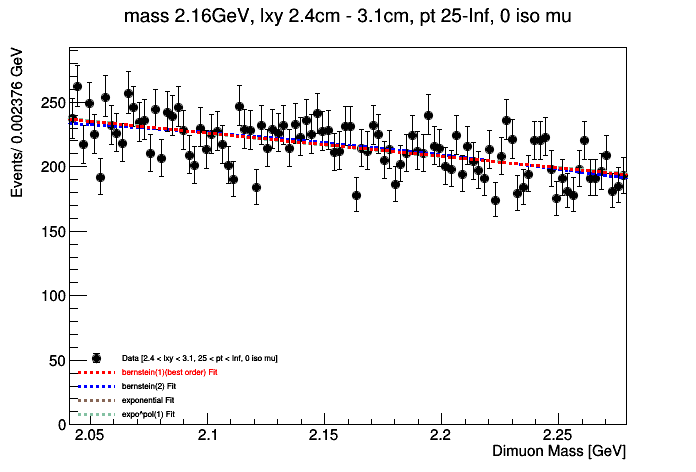 mass 2.16GeV, lxy 2.4cm - 3.1cm, pt 25-Inf, 0 iso mu
Events/ 0.002376 GeV
250
200
150
100
50
0
Data [2.4 < lxy < 3.1, 25 < pt < Inf, 0 iso mu]
bernstein(1)(best order) Fit
bernstein(2) Fit
exponential Fit
expo*pol(1) Fit
2.05 2.1 2.15 2.2 2.25
Dimuon Mass [GeV]